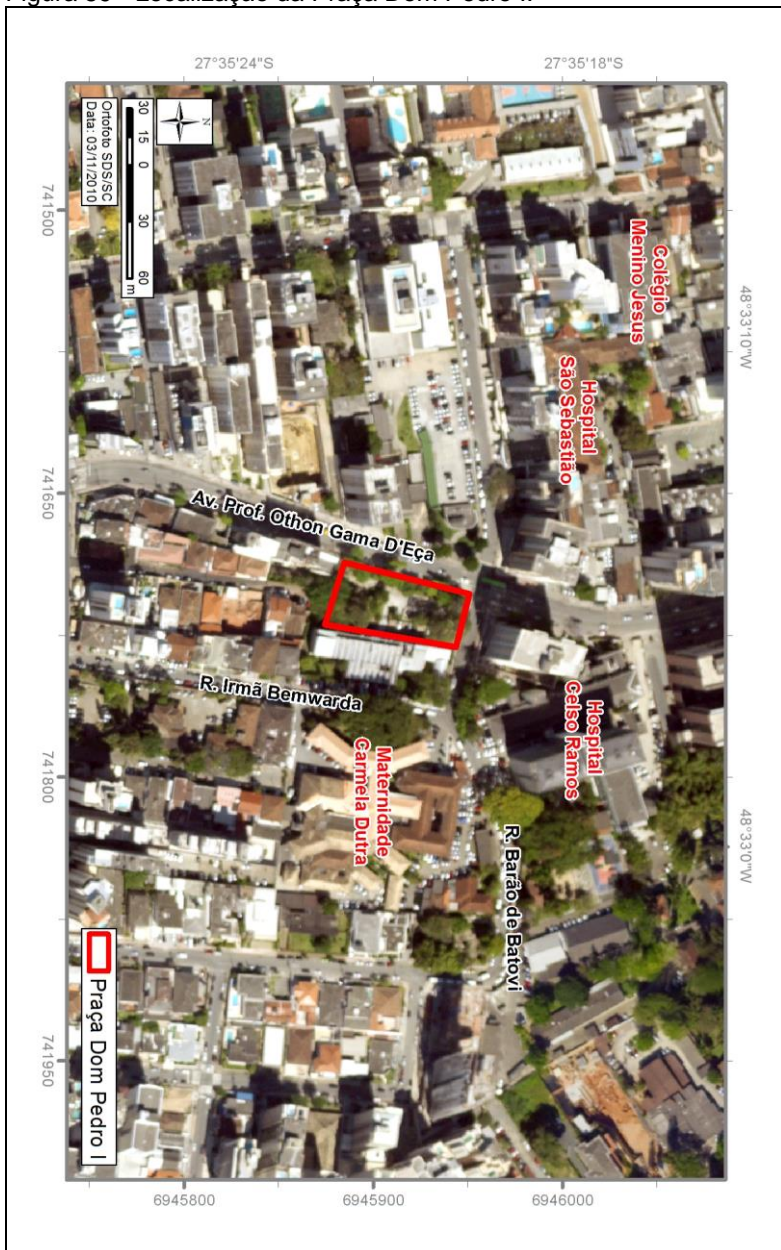 Localização da Praça Dom Pedro I.
27°35'24"S
27°35'18"S
48°33'10"W
48°33'0"W
741500
741650
741800
741950
6945800
6945900
6946000
Colégio
Menino Jesus
Hospital
São Sebastião
Hospital
Celso Ramos
R. Barão de Batovi
Av. Prof. Othon Gama D'Eça
R. Irmã Bemwarda
Maternidade
Carmela Dutra
N
30 15 0 30 60
m
Ortofoto SDS/SC
Data: 03/11/2010
Praça Dom Pedro I